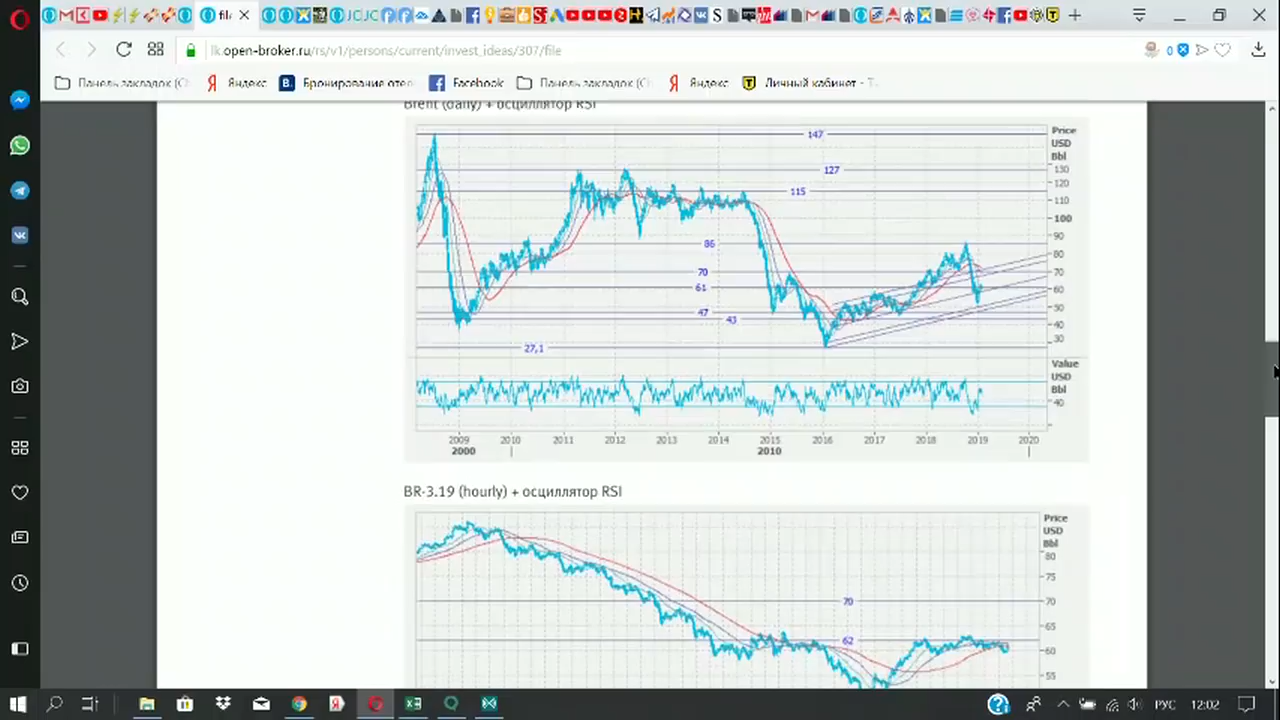 fil
JCJC
lk.open-broker.ru/rs/v1/persons/current/invest_ideas/307/file
0
Панель закладок (С
Яндекс
Бронирование оте
Facebook
Панель закладок (С
Яндекс
Личный кабинет - Т
Brent (daily) + осциллятор RSI
147
127
115
86
70
61
47
43
27,1
Price
USD
Bbl
130
120
110
100
90
80
70
60
50
40
30
Value
USD
Bbl
40
2009 2010 2011 2012 2013 2014 2015 2016 2017 2018 2019 2020
2000 2010
BR-3.19 (hourly) + осциллятор RSI
70
62
Price
USD
Bbl
80
75
70
65
60
55
РУС 12:02